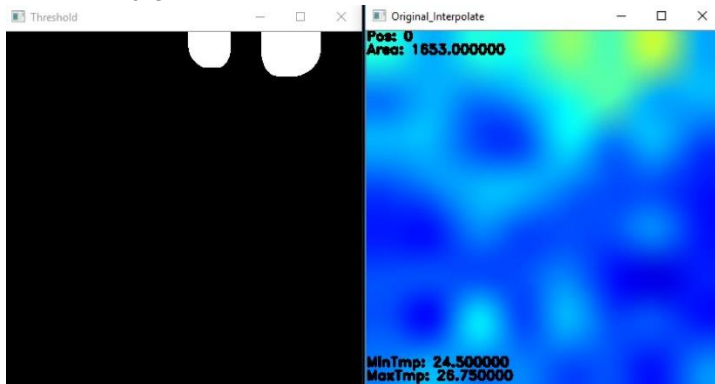 Threshold
Original_Interpolate
Pos: 0
Area: 1653.000000
MinTmp: 24.500000
MaxTmp: 26.750000